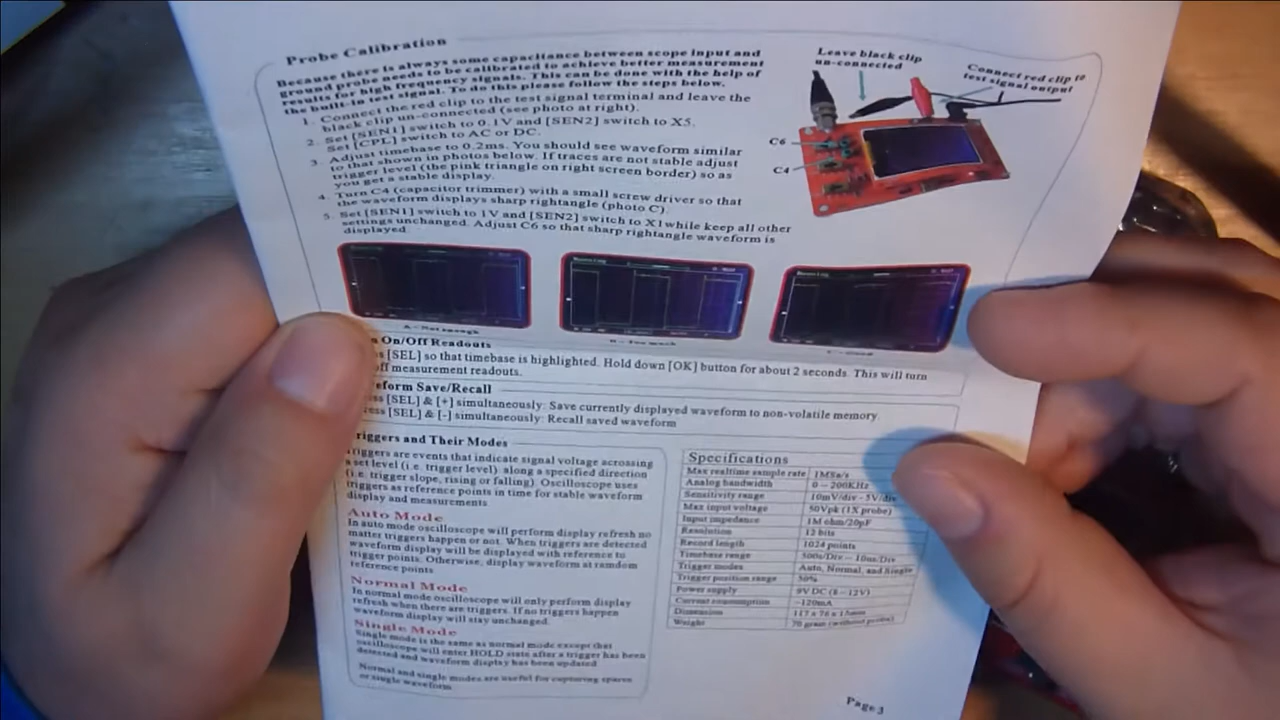 Probe Calibration
Because there is always some capacitance between scope input and
ground probe needs to be calibrated to achieve better measurement
results for high frequency signals. This can be done with the help of
the built-in test signal. To do this please follow the steps below.
1. Connect the red clip to the test signal terminal and leave the
black clip un-connected (see photo at right).
2. Set [SEN1] switch to 0.1V and [SEN2] switch to X5.
Set [CPL] switch to AC or DC.
3. Adjust timebase to 0.2ms. You should see waveform similar
to that shown in photos below. If traces are not stable adjust
trigger level (the pink triangle on right screen border) so as
you get a stable display.
4. Turn C4 (capacitor trimmer) with a small screw driver so that
the waveform displays sharp rightangle (photo C).
5. Set [SEN1] switch to 1V and [SEN2] switch to X1 while keep all other
settings unchanged. Adjust C6 so that sharp rightangle waveform is
displayed.
Leave black clip
un-connected
Connect red clip to
test signal output
C6
C4
A - Not enough
B - Too much
C - Good
On/Off Readouts
[SEL] so that timebase is highlighted. Hold down [OK] button for about 2 seconds. This will turn
off measurement readouts.
eform Save/Recall
ess [SEL] & [+] simultaneously: Save currently displayed waveform to non-volatile memory.
ress [SEL] & [-] simultaneously: Recall saved waveform
riggers and Their Modes
Triggers are events that indicate signal voltage acrossing
a set level (i.e. trigger level) along a specified direction
(i.e. trigger slope, rising or falling). Oscilloscope uses
triggers as reference points in time for stable waveform
display and measurements.
Auto Mode
In auto mode oscilloscope will perform display refresh no
matter triggers happen or not. When triggers are detected
waveform display will be displayed with reference to
trigger points. Otherwise, display waveform at ramdom
reference points
Normal Mode
In normal mode oscilloscope will only perform display
refresh when there are triggers. If no triggers happen
waveform display will stay unchanged.
Single Mode
Single mode is the same as normal mode except that
oscilloscope will enter HOLD state after a trigger has been
detected and waveform display has been updated.
Normal and single modes are useful for capturing sparse
or single waveform
Specifications
Max realtime sample rate 1MSa/s
Analog bandwidth 0 – 200KHz
Sensitivity range 10mV/div - 5V/div
Max input voltage 50Vpk (1X probe)
Input impedance 1M ohm/20pF
Resolution 12 bits
Record length 1024 points
Timebase range 500s/Div – 10us/Div
Trigger modes Auto, Normal, and Single
Trigger position range 50%
Power supply 9V DC (8 – 12V)
Current consumption ~120mA
Dimension 117 x 76 x 15mm
Weight 70 gram (without probe)
Page 3